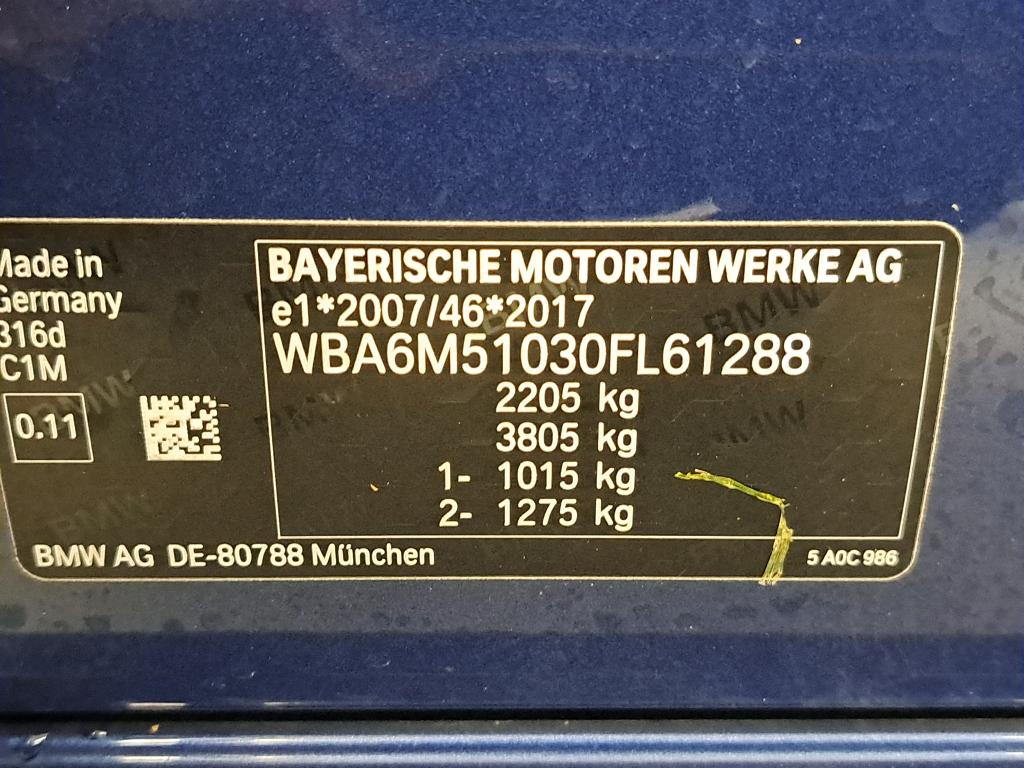 BAYERISCHE MOTOREN WERKE AG
e1*2007/46*2017
WBA6M51030FL61288
2205 kg
3805 kg
1- 1015 kg
2- 1275 kg
Made in
Germany
316d
C1M
0.11
BMW AG DE-80788 München
5 A0C 986